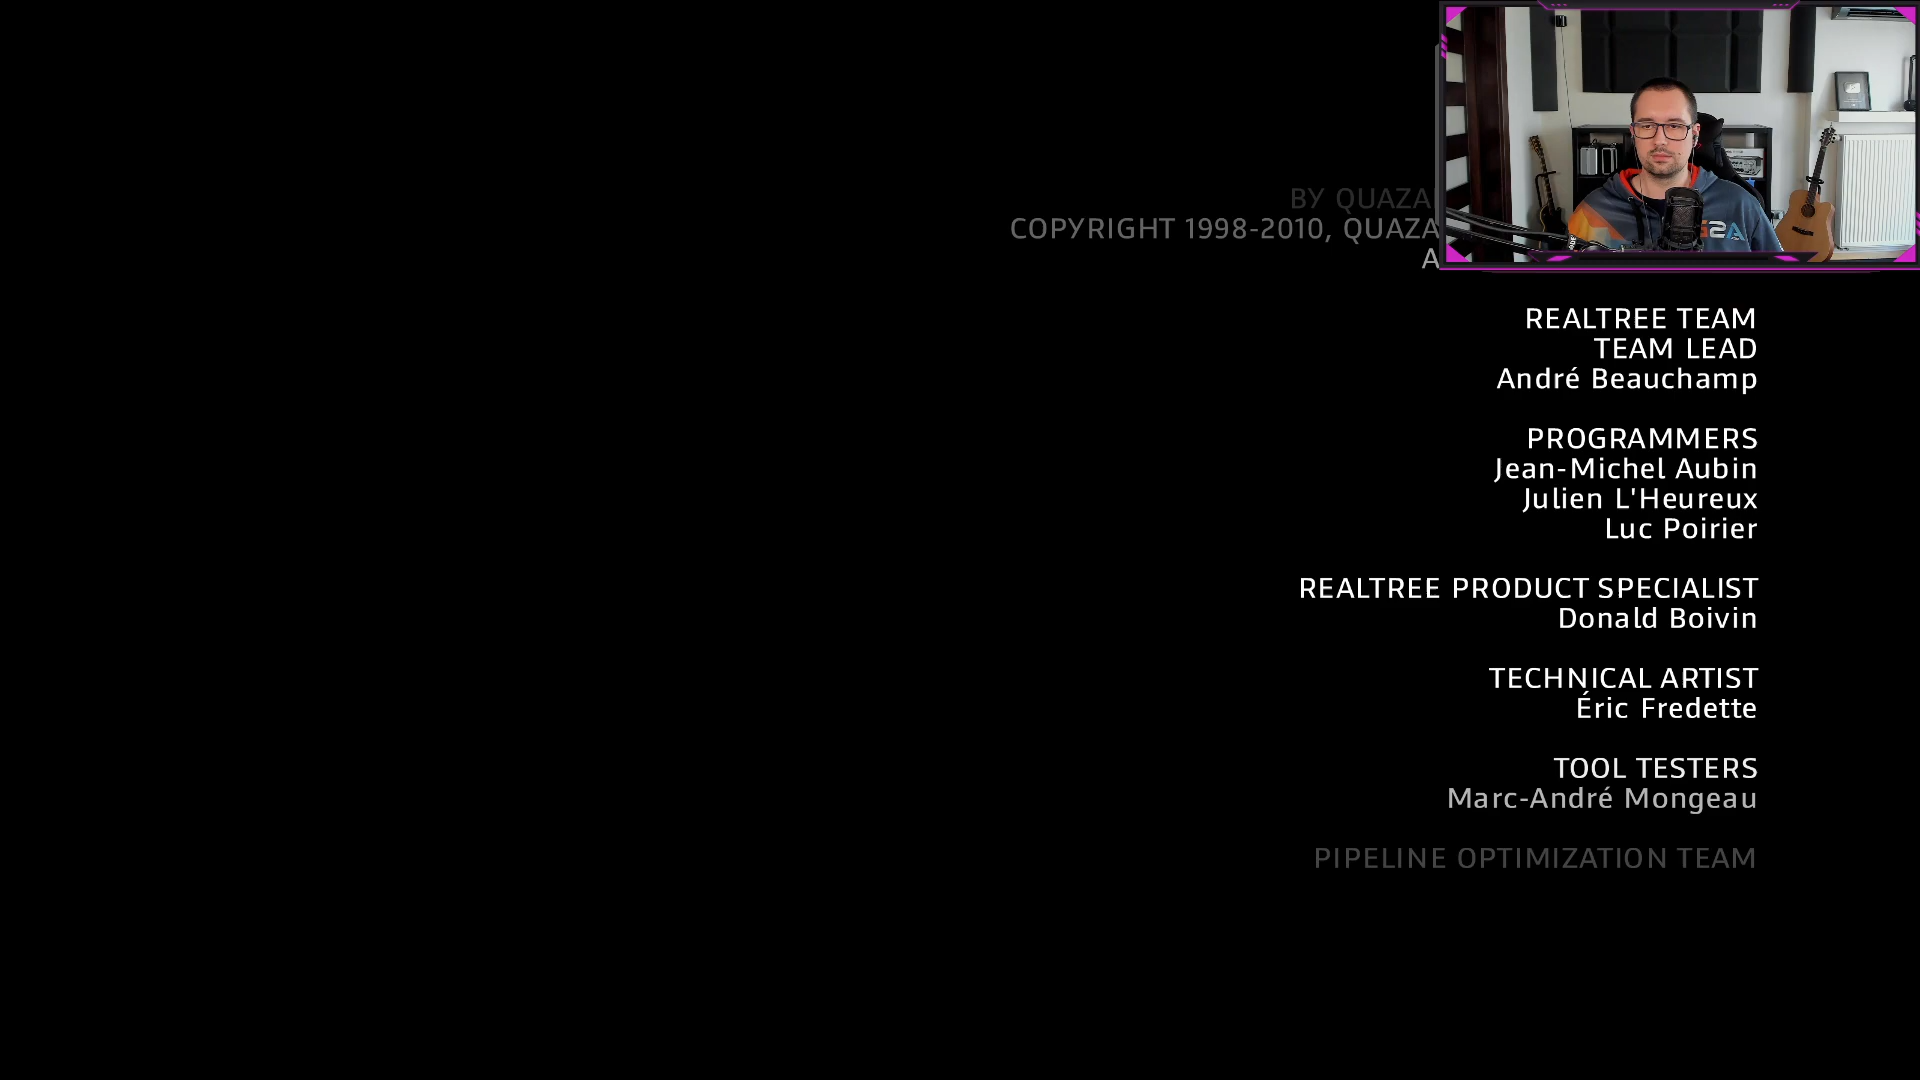 BY QUAZA
COPYRIGHT 1998-2010, QUAZA
A
REALTREE TEAM
TEAM LEAD
André Beauchamp
PROGRAMMERS
Jean-Michel Aubin
Julien L'Heureux
Luc Poirier
REALTREE PRODUCT SPECIALIST
Donald Boivin
TECHNICAL ARTIST
Éric Fredette
TOOL TESTERS
Marc-André Mongeau
PIPELINE OPTIMIZATION TEAM